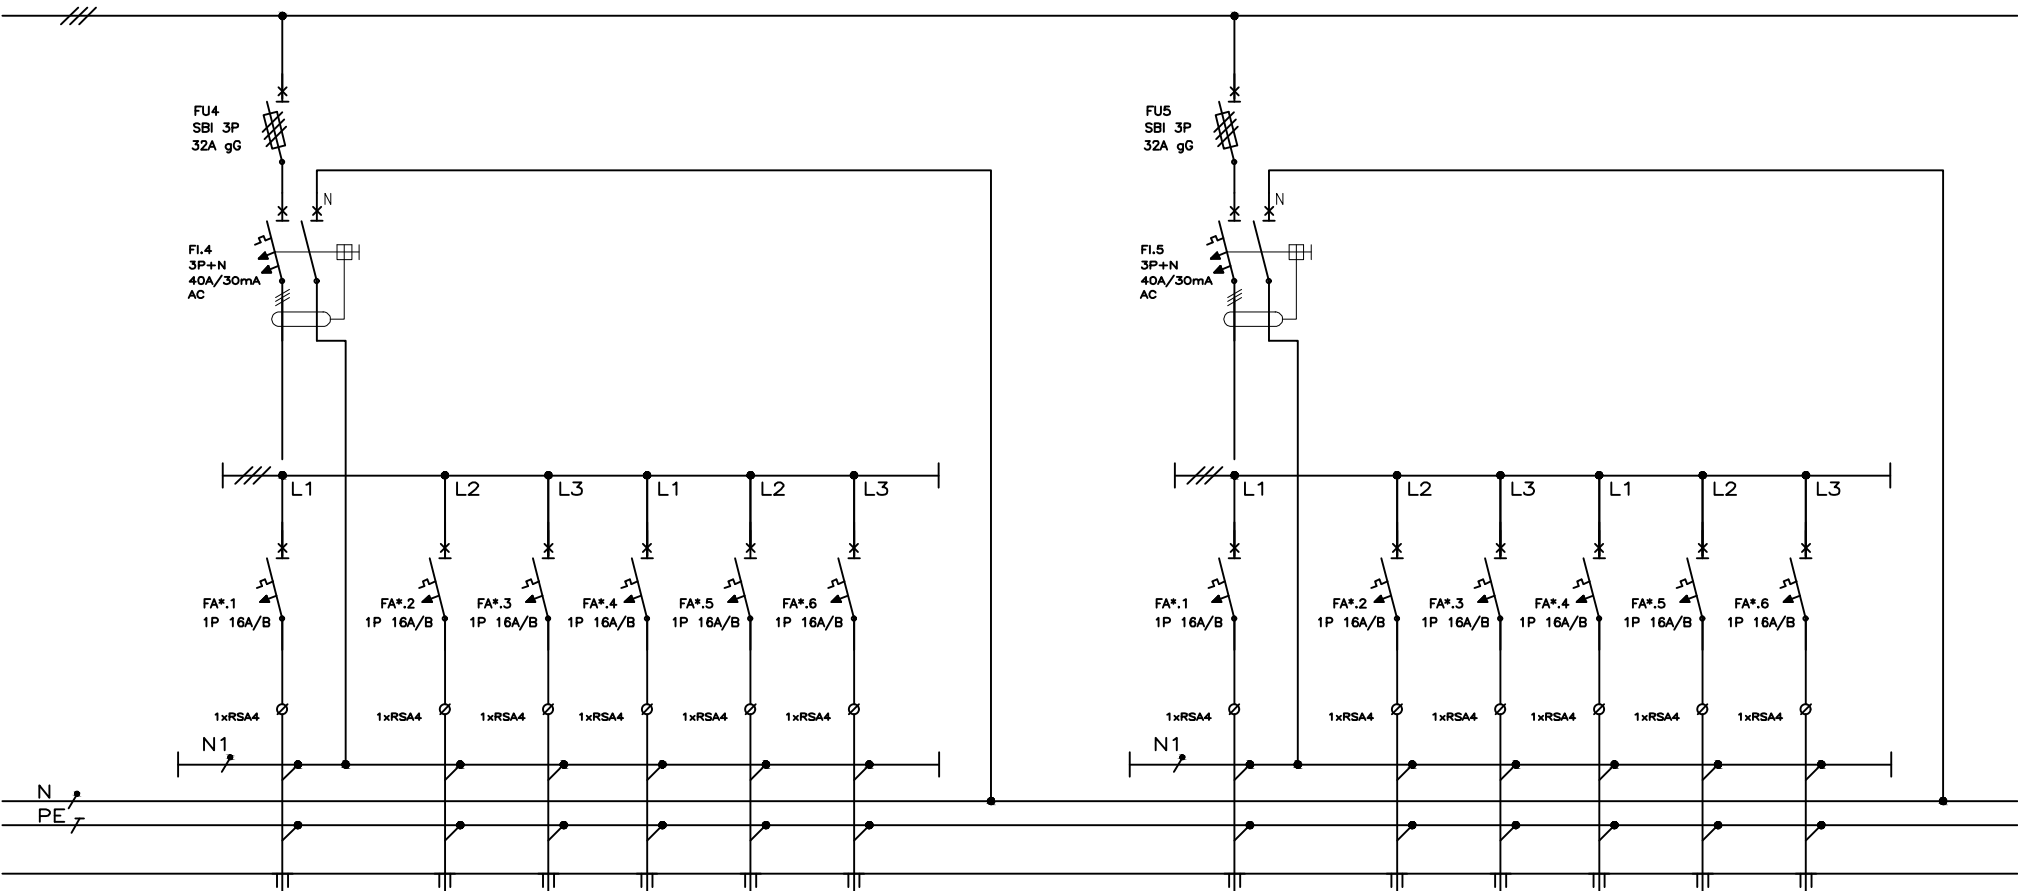 FU4
SBI 3P
32A gG
N
FI.4
3P+N
40A/30mA
AC
L1 L2 L3 L1 L2 L3
FA*.1 FA*.2 FA*.3 FA*.4 FA*.5 FA*.6
1P 16A/B 1P 16A/B 1P 16A/B 1P 16A/B 1P 16A/B 1P 16A/B
1xRSA4 1xRSA4 1xRSA4 1xRSA4 1xRSA4 1xRSA4
N1
N
PE
FU5
SBI 3P
32A gG
N
FI.5
3P+N
40A/30mA
AC
L1 L2 L3 L1 L2 L3
FA*.1 FA*.2 FA*.3 FA*.4 FA*.5 FA*.6
1P 16A/B 1P 16A/B 1P 16A/B 1P 16A/B 1P 16A/B 1P 16A/B
1xRSA4 1xRSA4 1xRSA4 1xRSA4 1xRSA4 1xRSA4
N1